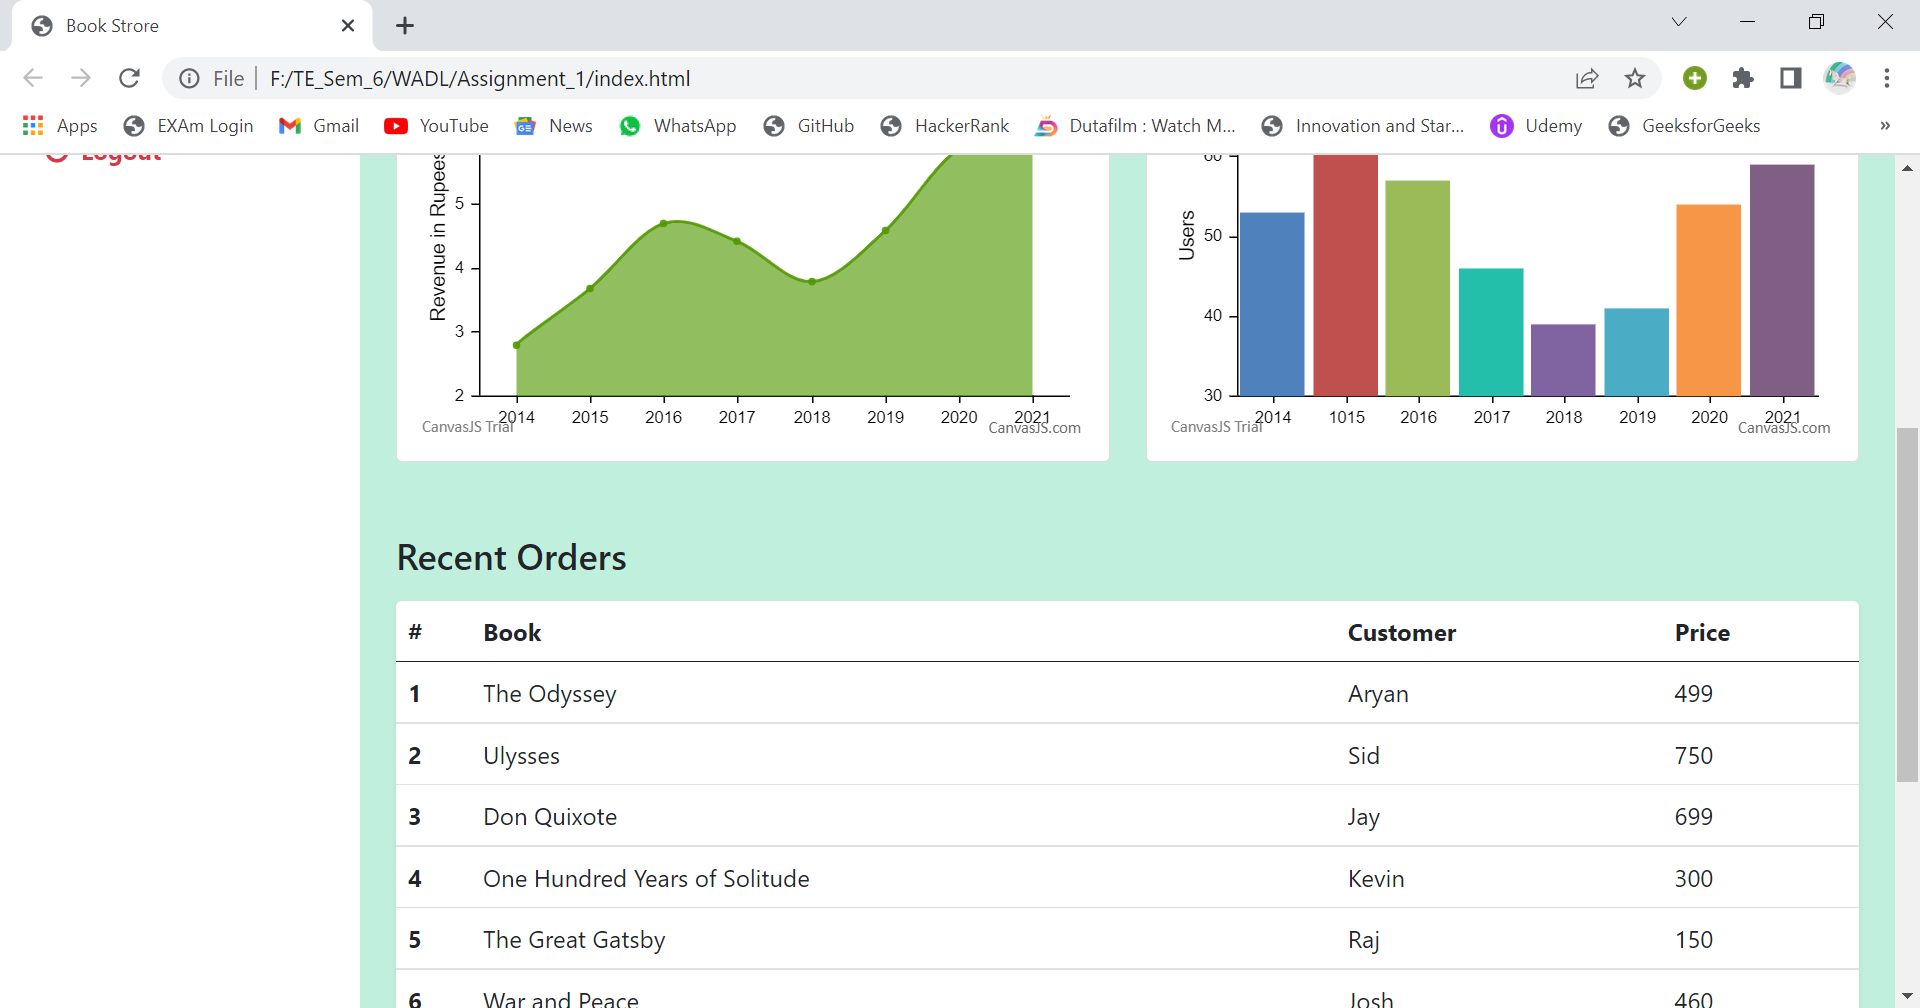 Book Strore
File F:/TE_Sem_6/WADL/Assignment_1/index.html
Apps EXAm Login Gmail YouTube News WhatsApp GitHub HackerRank Dutafilm : Watch M... Innovation and Star... Udemy GeeksforGeeks »
Logout
Revenue in Rupees
5
4
3
2
2014 2015 2016 2017 2018 2019 2020 2021
CanvasJS Trial CanvasJS.com
Users
60
50
40
30
2014 1015 2016 2017 2018 2019 2020 2021
CanvasJS Trial CanvasJS.com
Recent Orders
# Book Customer Price
1 The Odyssey Aryan 499
2 Ulysses Sid 750
3 Don Quixote Jay 699
4 One Hundred Years of Solitude Kevin 300
5 The Great Gatsby Raj 150
6 War and Peace Josh 460